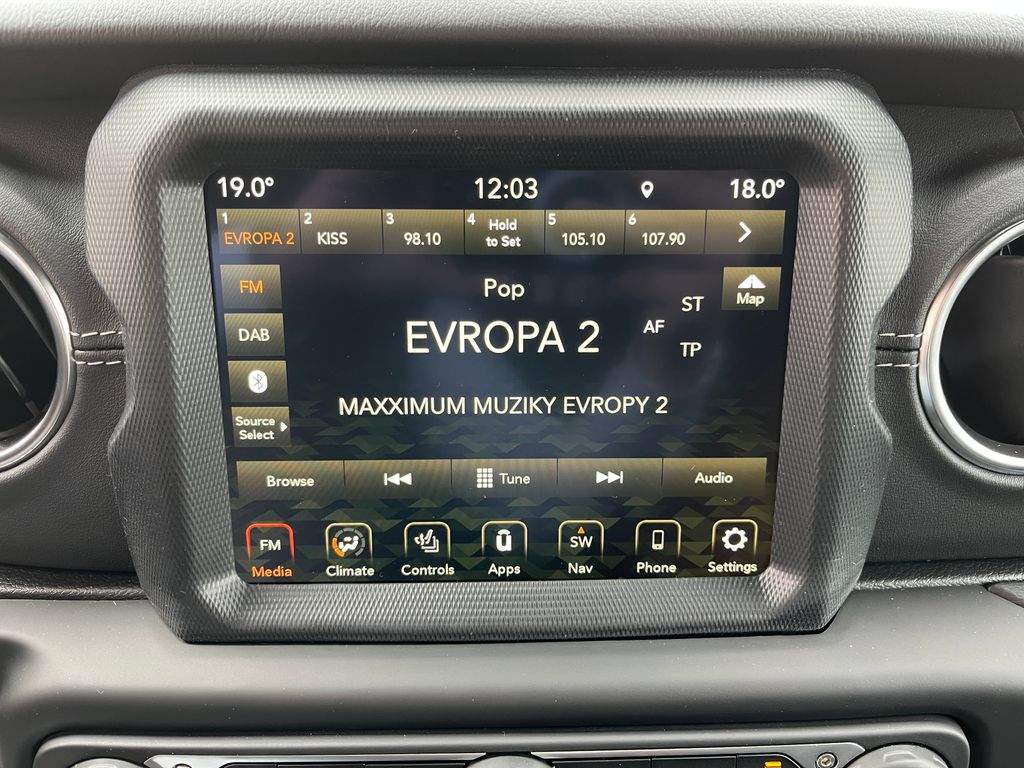 19.0° 12:03 18.0°
1 EVROPA 2
2 KISS
3 98.10
4 Hold
to Set
5 105.10
6 107.90
FM
Pop
Map
ST
DAB
EVROPA 2
AF
TP
MAXXIMUM MUZIKY EVROPY 2
Source
Select
Browse
Tune
Audio
FM
Media
Climate
Controls
Apps
SW
Nav
Phone
Settings